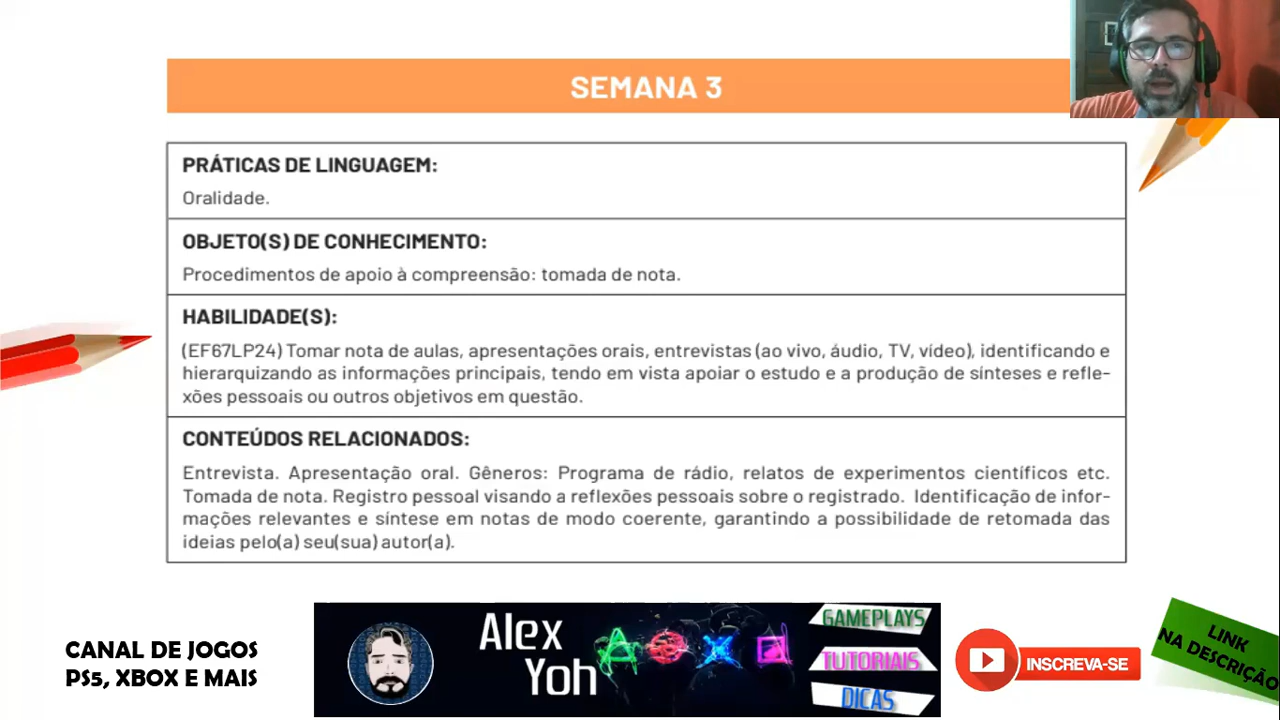 SEMANA 3
PRÁTICAS DE LINGUAGEM:
Oralidade.
OBJETO(S) DE CONHECIMENTO:
Procedimentos de apoio à compreensão: tomada de nota.
HABILIDADE(S):
(EF67LP24) Tomar nota de aulas, apresentações orais, entrevistas (ao vivo, áudio, TV, vídeo), identificando e
hierarquizando as informações principais, tendo em vista apoiar o estudo e a produção de sínteses e refle-
xões pessoais ou outros objetivos em questão.
CONTEÚDOS RELACIONADOS:
Entrevista. Apresentação oral. Gêneros: Programa de rádio, relatos de experimentos científicos etc.
Tomada de nota. Registro pessoal visando a reflexões pessoais sobre o registrado. Identificação de infor-
mações relevantes e síntese em notas de modo coerente, garantindo a possibilidade de retomada das
ideias pelo(a) seu(sua) autor(a).
CANAL DE JOGOS
PS5, XBOX E MAIS
Alex
Yoh
GAMEPLAYS
TUTORIAIS
DICAS
INSCREVA-SE
LINK
NA DESCRIÇÃO